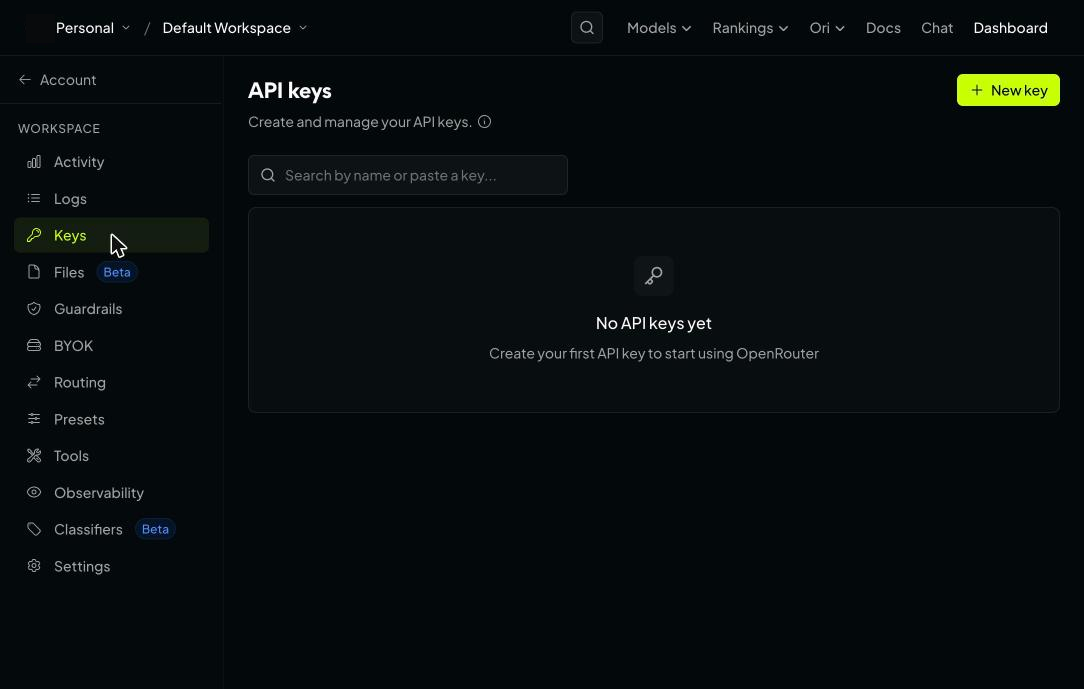 Personal / Default Workspace
Models
Rankings
Ori
Docs
Chat
Dashboard
Account
WORKSPACE
Activity
Logs
Keys
Files Beta
Guardrails
BYOK
Routing
Presets
Tools
Observability
Classifiers Beta
Settings
API keys
New key
Create and manage your API keys.
Search by name or paste a key...
No API keys yet
Create your first API key to start using OpenRouter